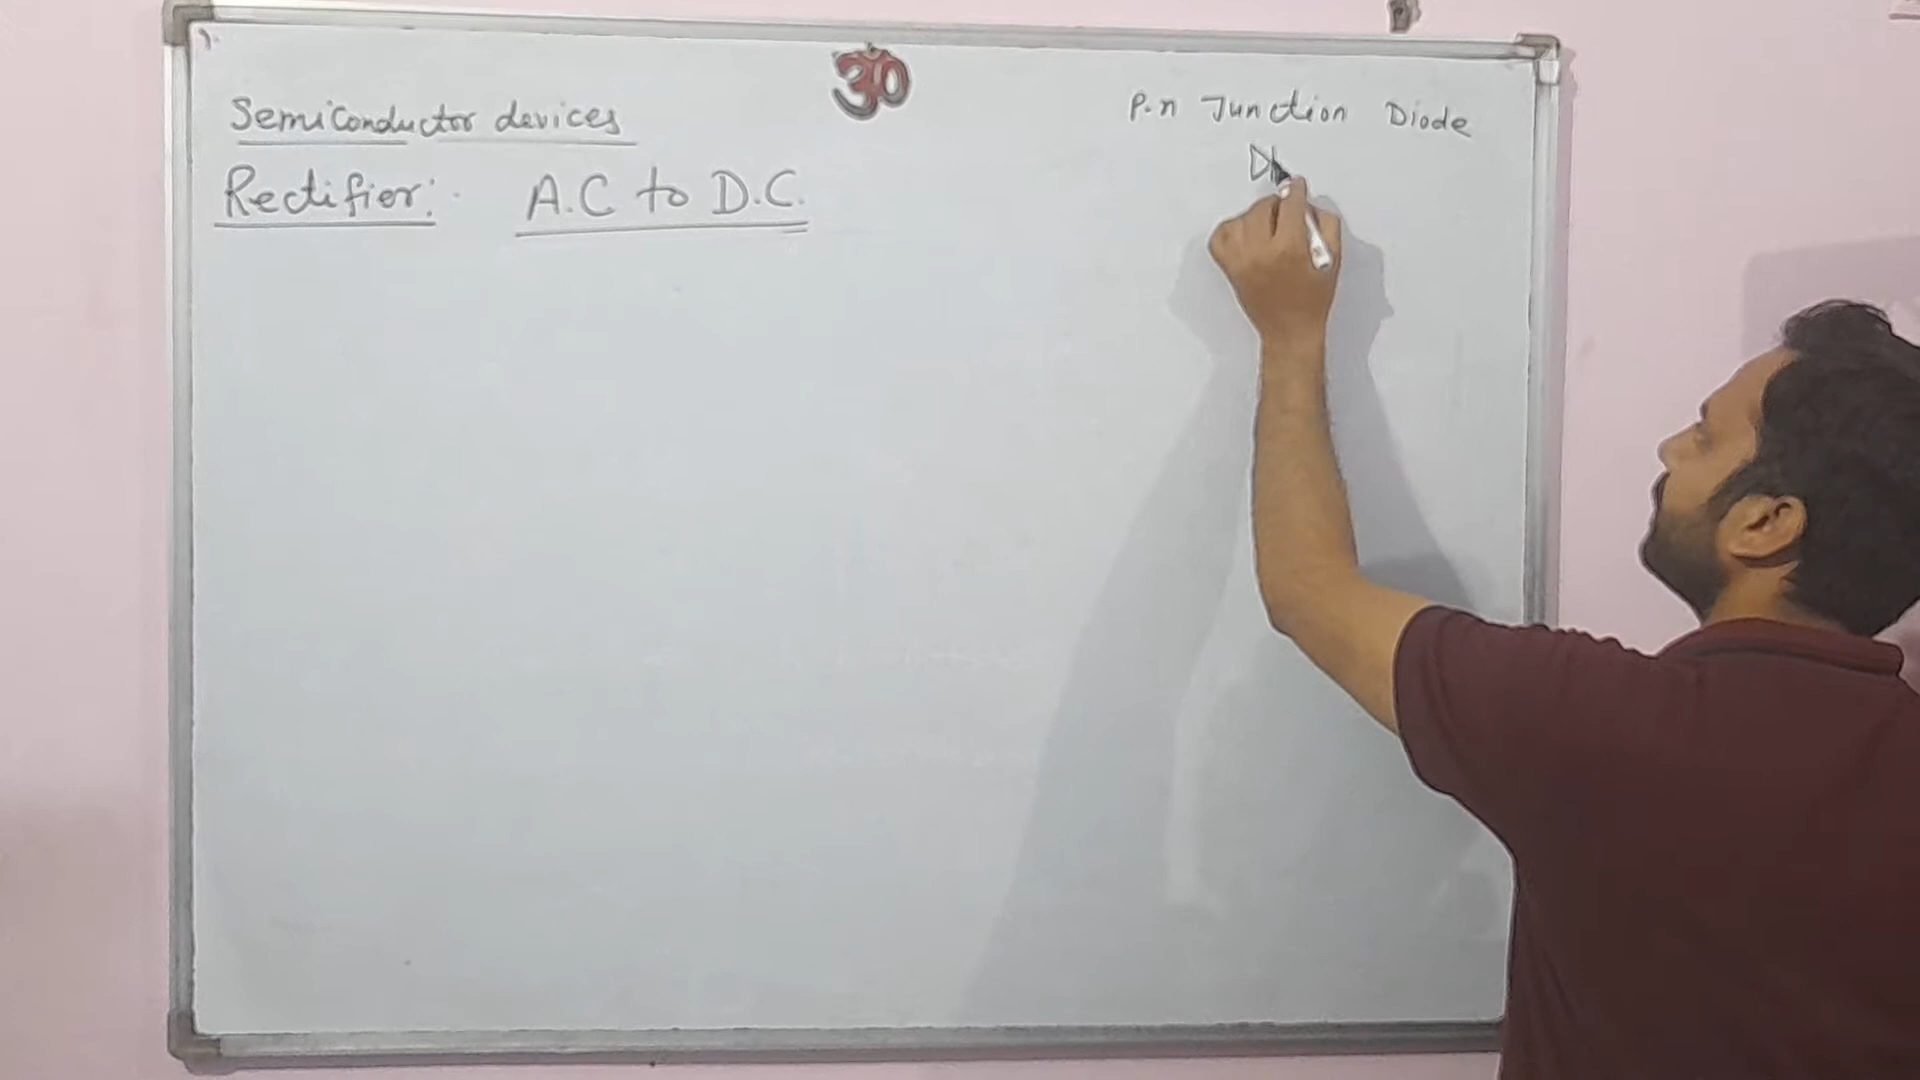 Semiconductor devices
Rectifier:- A.C to D.C.
ॐ
P.n Junction Diode